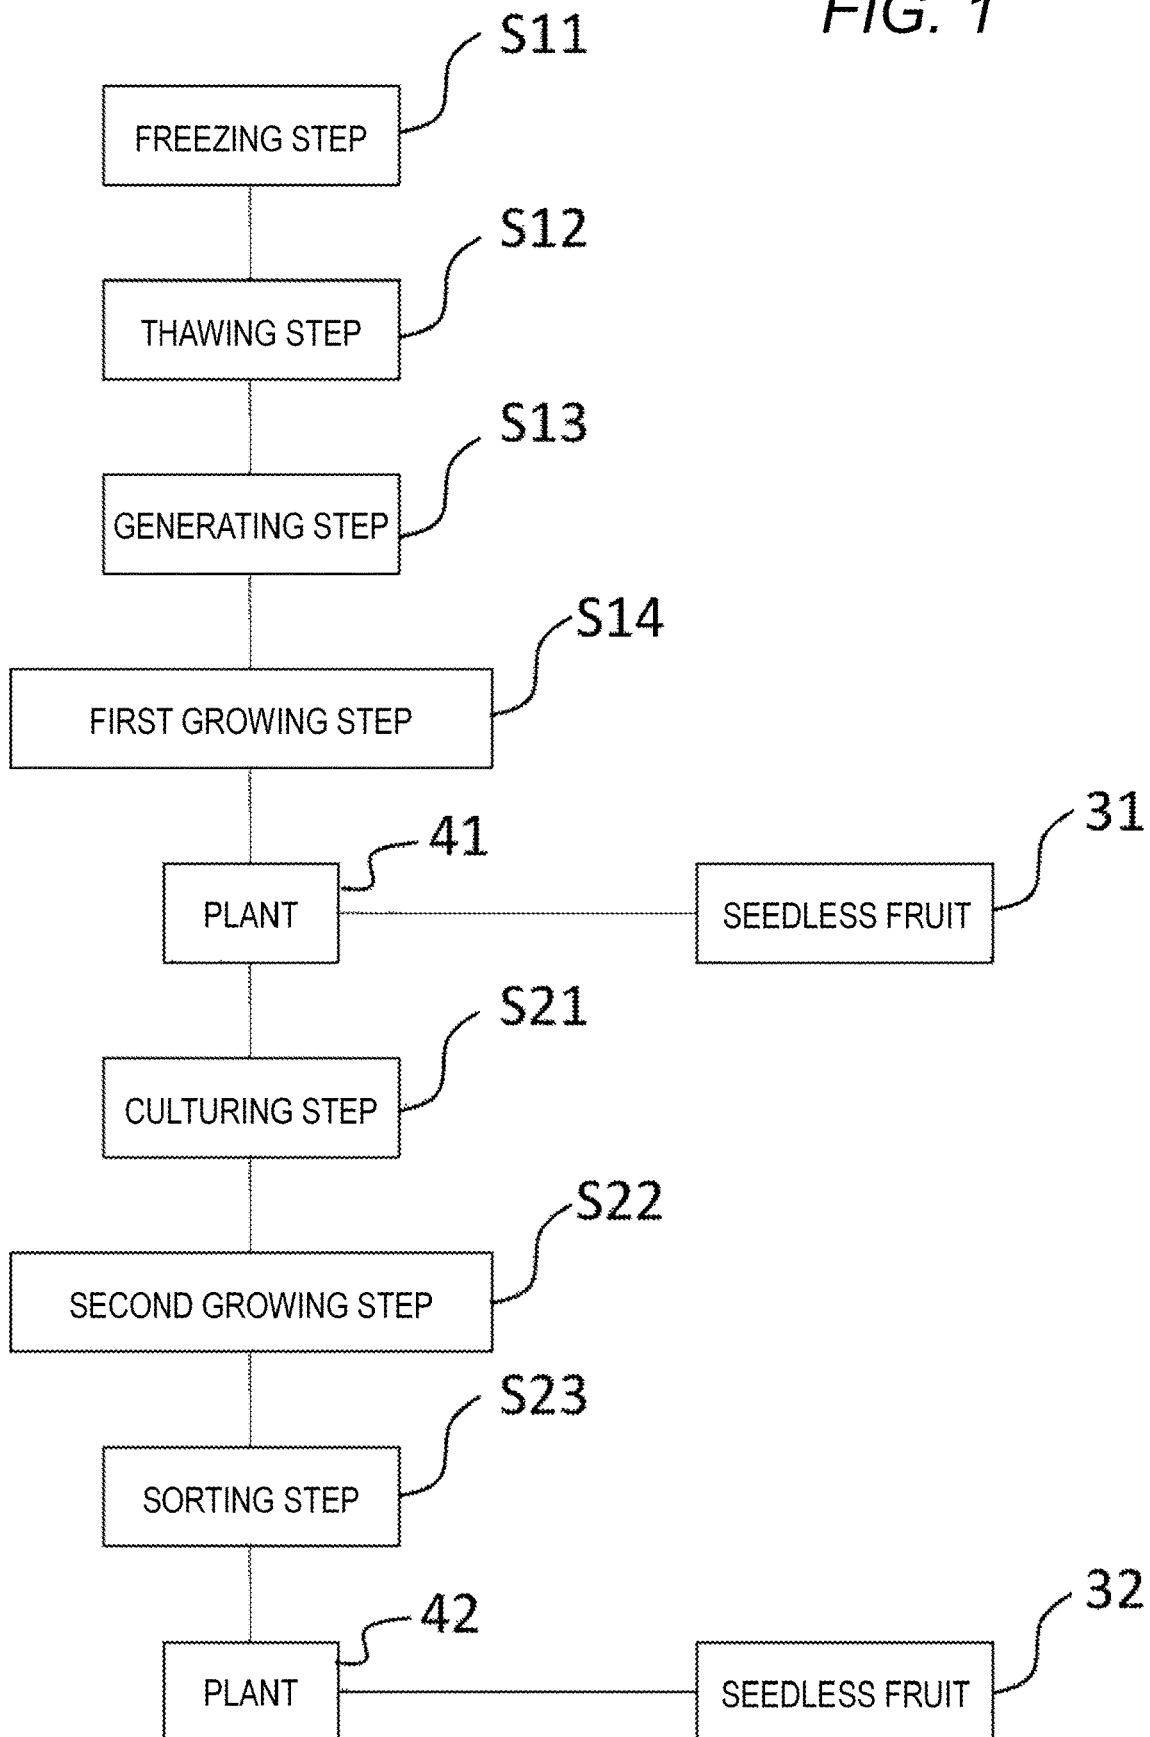 FIG. 1
S11
FREEZING STEP
S12
THAWING STEP
S13
GENERATING STEP
S14
FIRST GROWING STEP
41
31
PLANT
SEEDLESS FRUIT
S21
CULTURING STEP
S22
SECOND GROWING STEP
S23
SORTING STEP
42
32
PLANT
SEEDLESS FRUIT